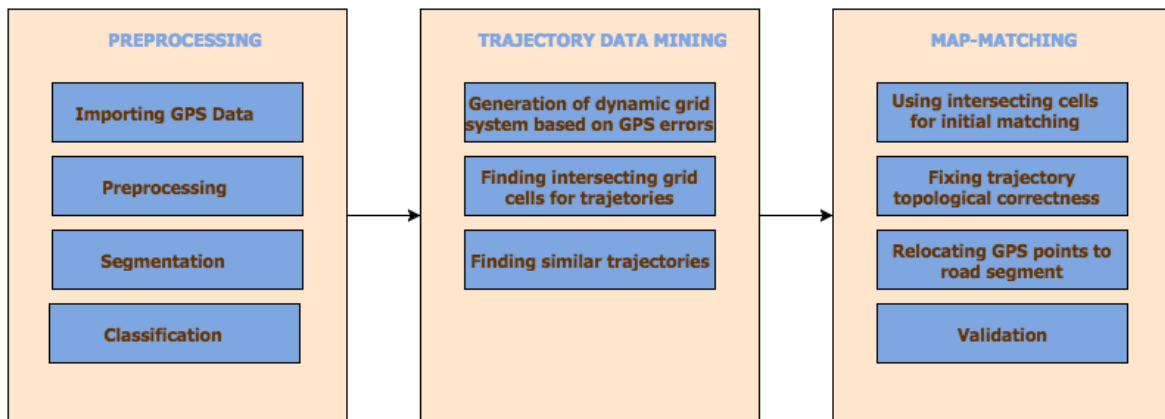 PREPROCESSING
Importing GPS Data
Preprocessing
Segmentation
Classification
TRAJECTORY DATA MINING
Generation of dynamic grid
system based on GPS errors
Finding intersecting grid
cells for trajetories
Finding similar trajectories
MAP-MATCHING
Using intersecting cells
for initial matching
Fixing trajectory
topological correctness
Relocating GPS points to
road segment
Validation